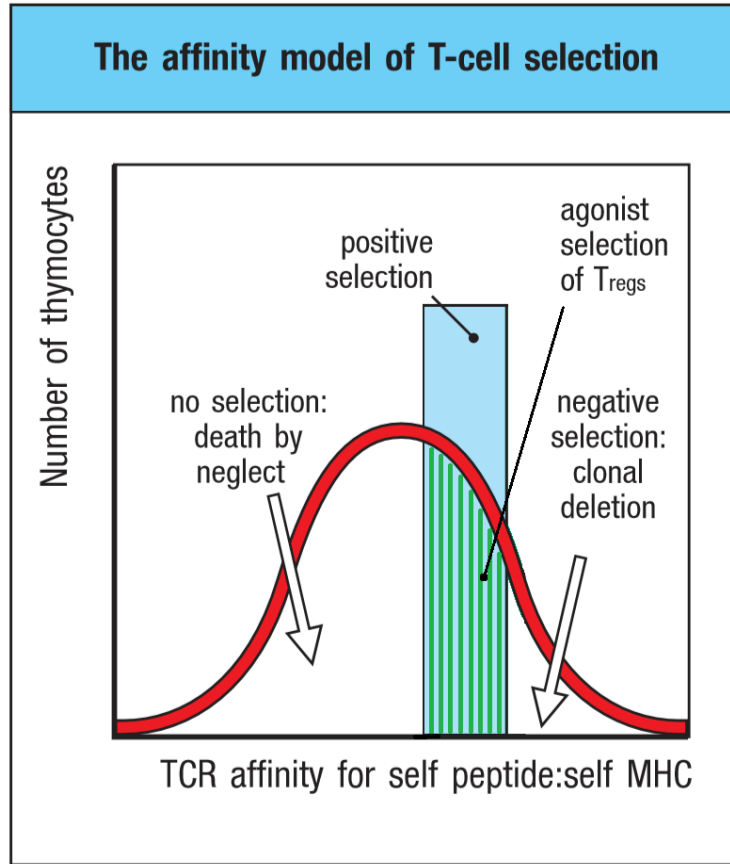 The affinity model of T-cell selection
Number of thymocytes
positive
selection
agonist
selection
of Tregs
no selection:
death by
neglect
negative
selection:
clonal
deletion
TCR affinity for self peptide:self MHC